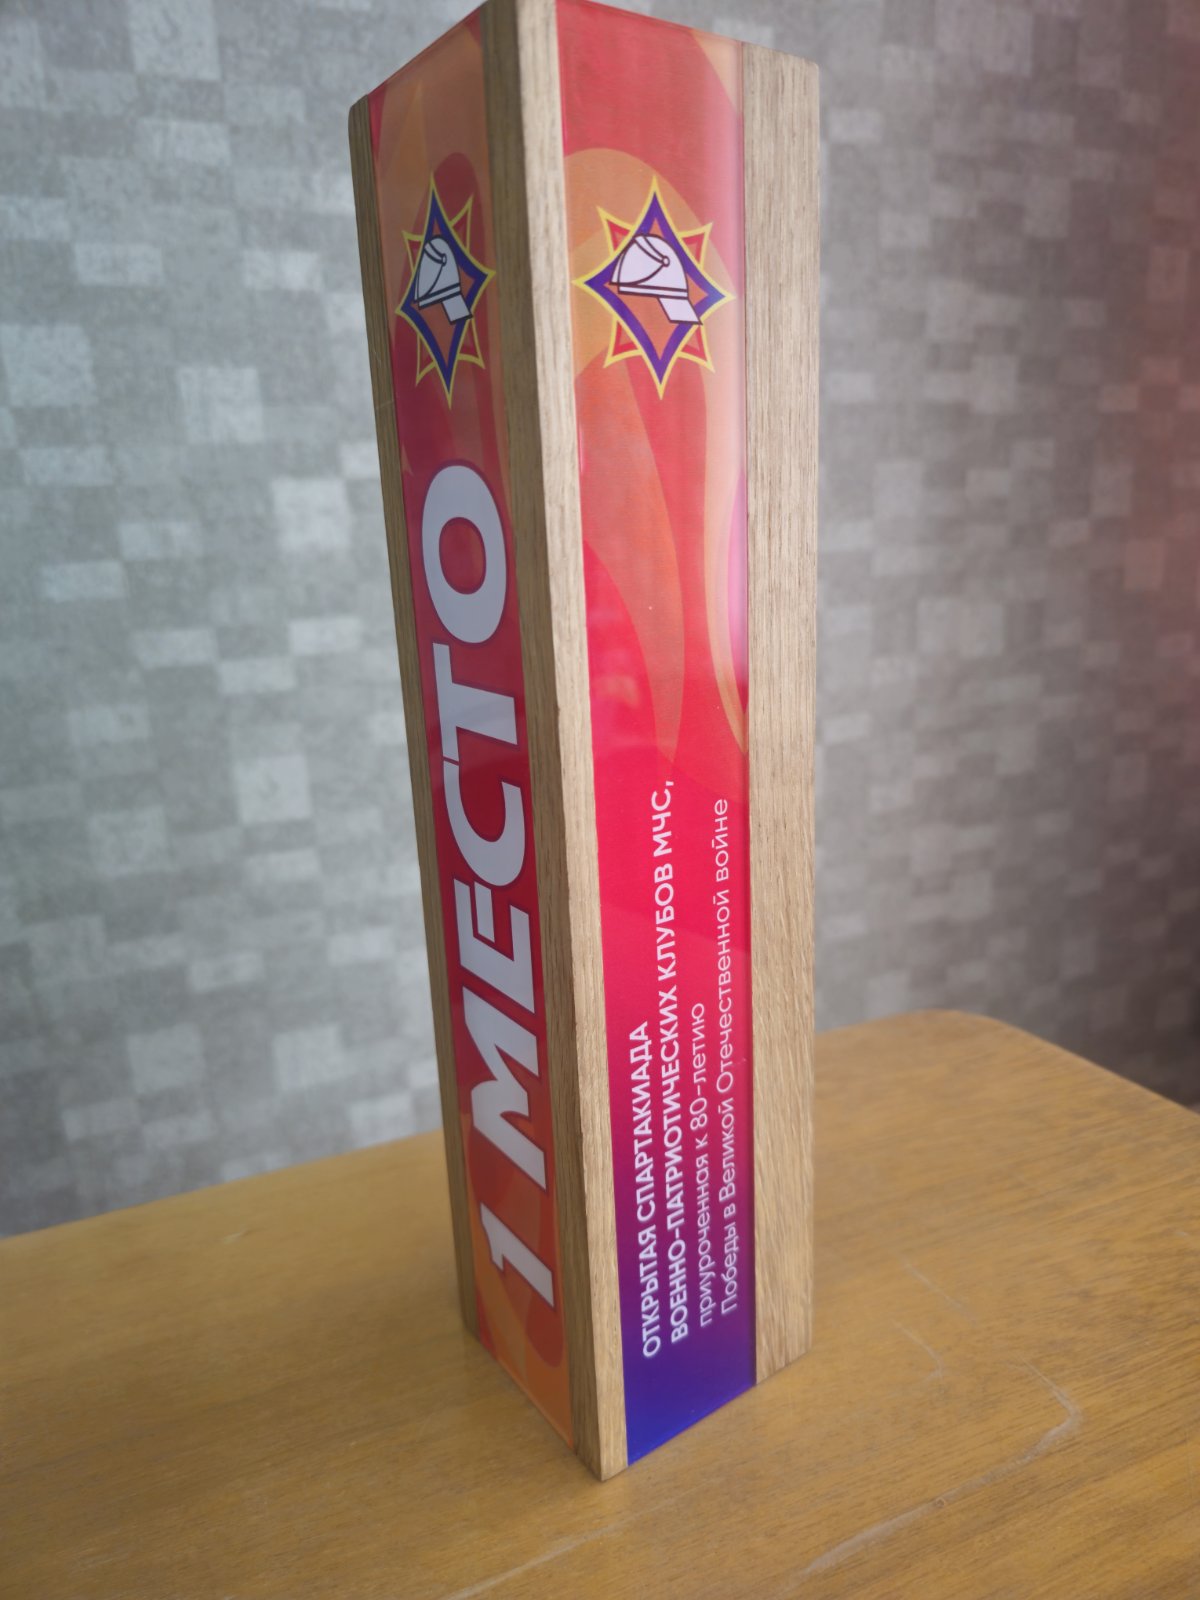 1 МЕСТО
ОТКРЫТАЯ СПАРТАКИАДА
ВОЕННО-ПАТРИОТИЧЕСКИХ КЛУБОВ МЧС,
приуроченная к 80-летию
Победы в Великой Отечественной войне